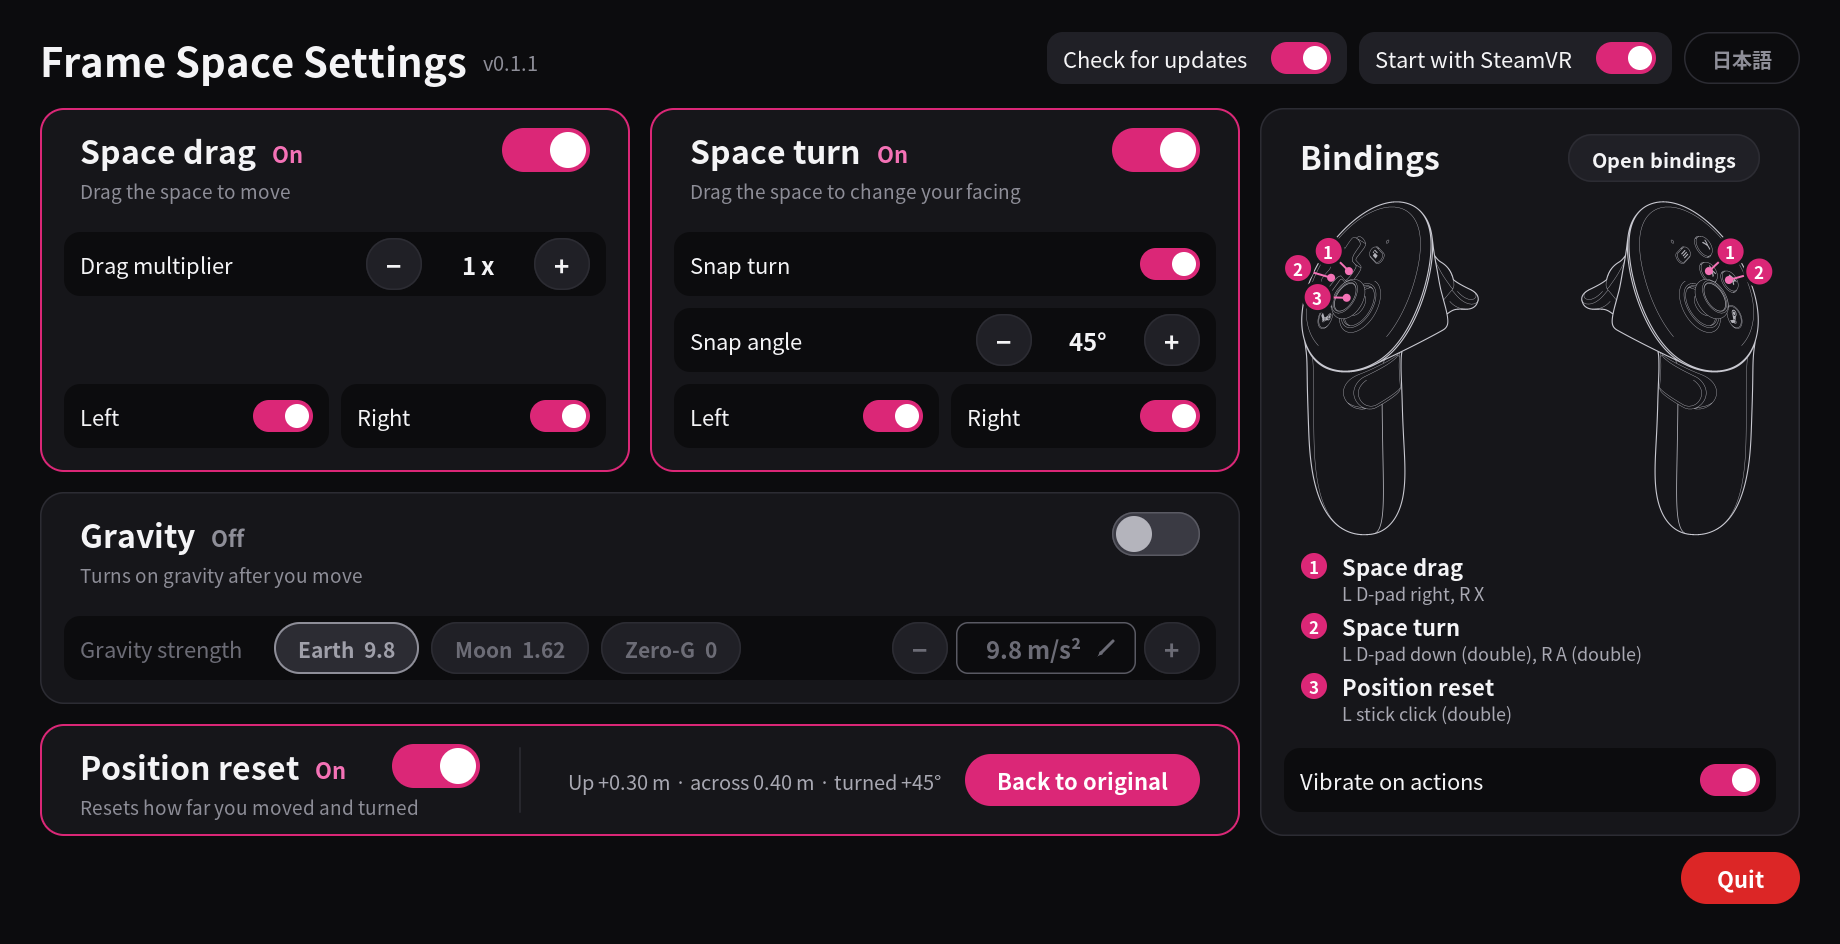 Frame Space Settings v0.1.1
Check for updates
Start with SteamVR
日本語
Space drag On
Drag the space to move
Drag multiplier − 1 x +
Left
Right
Space turn On
Drag the space to change your facing
Snap turn
Snap angle − 45° +
Left
Right
Gravity Off
Turns on gravity after you move
Gravity strength Earth 9.8 Moon 1.62 Zero-G 0 − 9.8 m/s² +
Position reset On
Resets how far you moved and turned
Up +0.30 m · across 0.40 m · turned +45°
Back to original
Bindings
Open bindings
1
2
3
1
2
1 Space drag
L D-pad right, R X
2 Space turn
L D-pad down (double), R A (double)
3 Position reset
L stick click (double)
Vibrate on actions
Quit